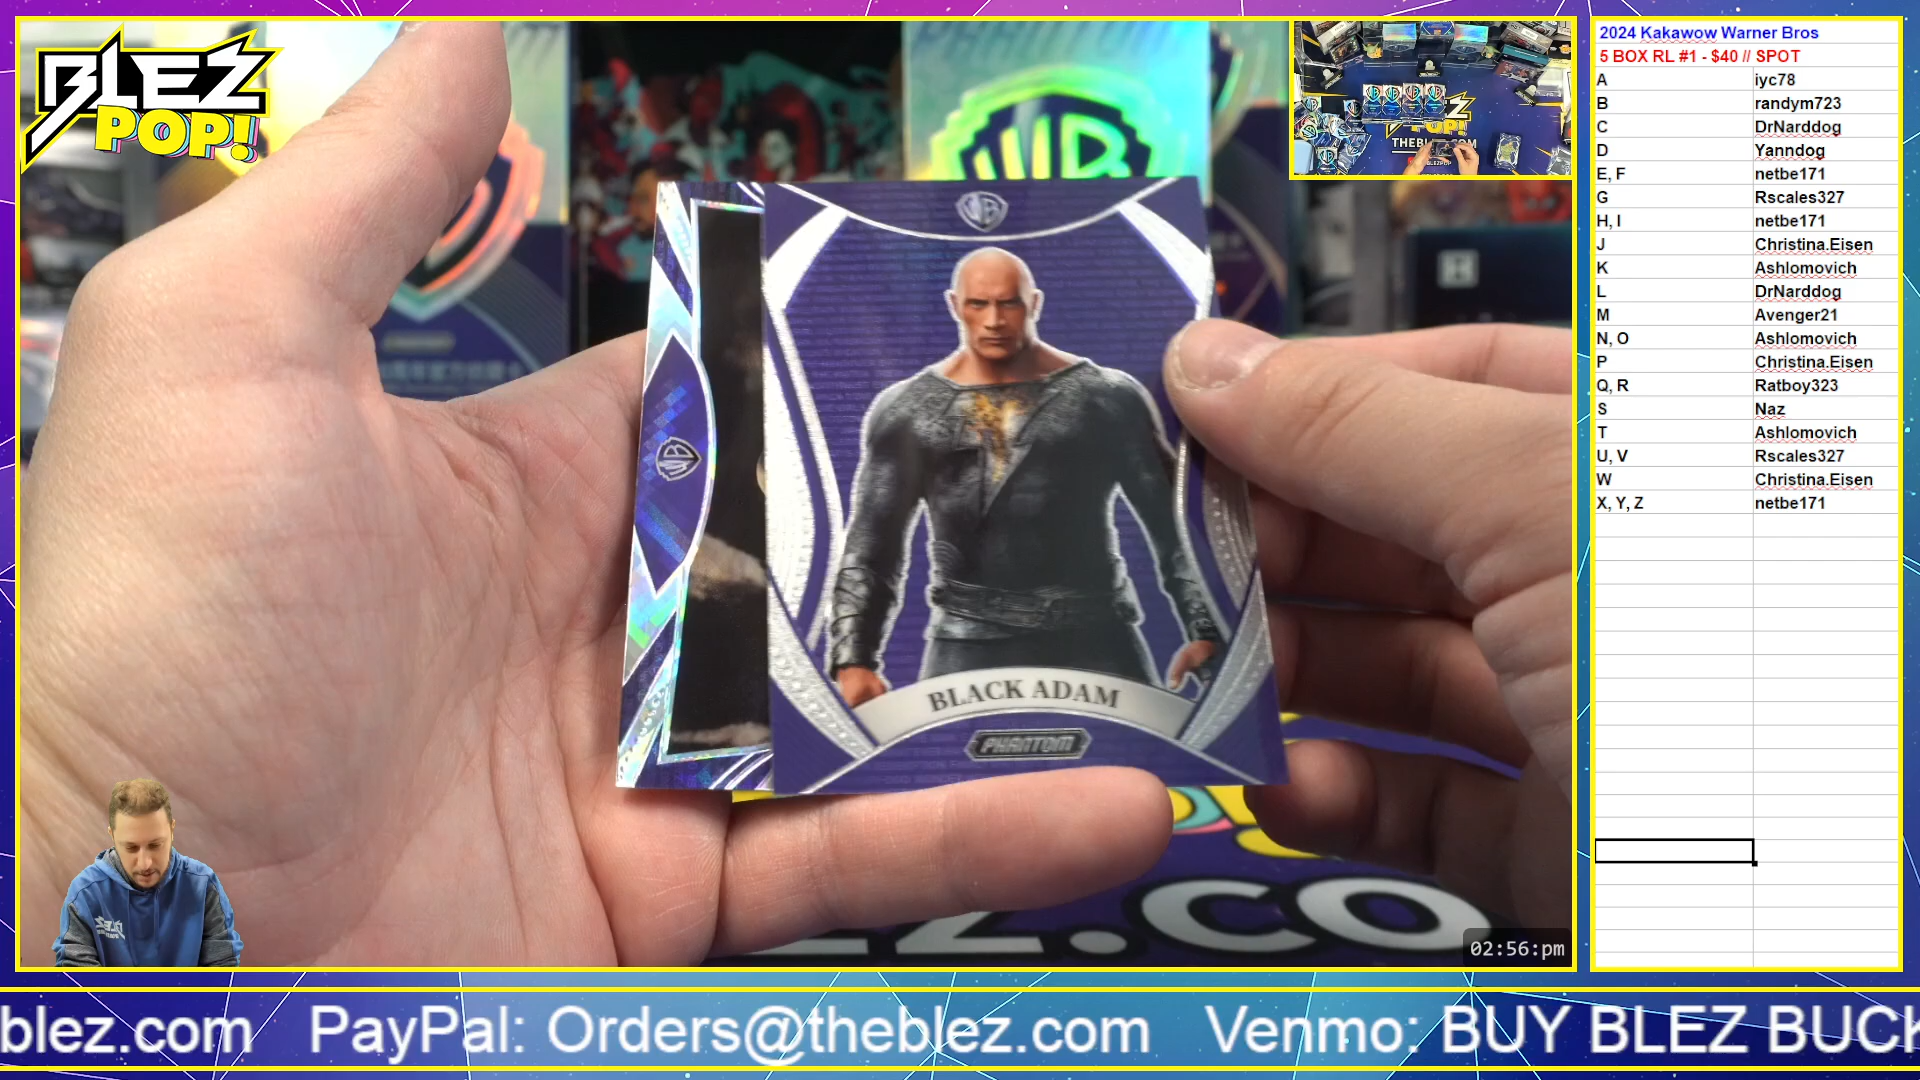 BLEZ
POP!
WB
BLACK ADAM
PHANTOM
02:56:pm
2024 Kakawow Warner Bros
5 BOX RL #1 - $40 // SPOT
A iyc78
B randym723
C DrNarddog
D Yanndog
E, F netbe171
G Rscales327
H, I netbe171
J Christina.Eisen
K Ashlomovich
L DrNarddog
M Avenger21
N, O Ashlomovich
P Christina.Eisen
Q, R Ratboy323
S Naz
T Ashlomovich
U, V Rscales327
W Christina.Eisen
X, Y, Z netbe171
blez.com PayPal: Orders@theblez.com Venmo: BUY BLEZ BUCK